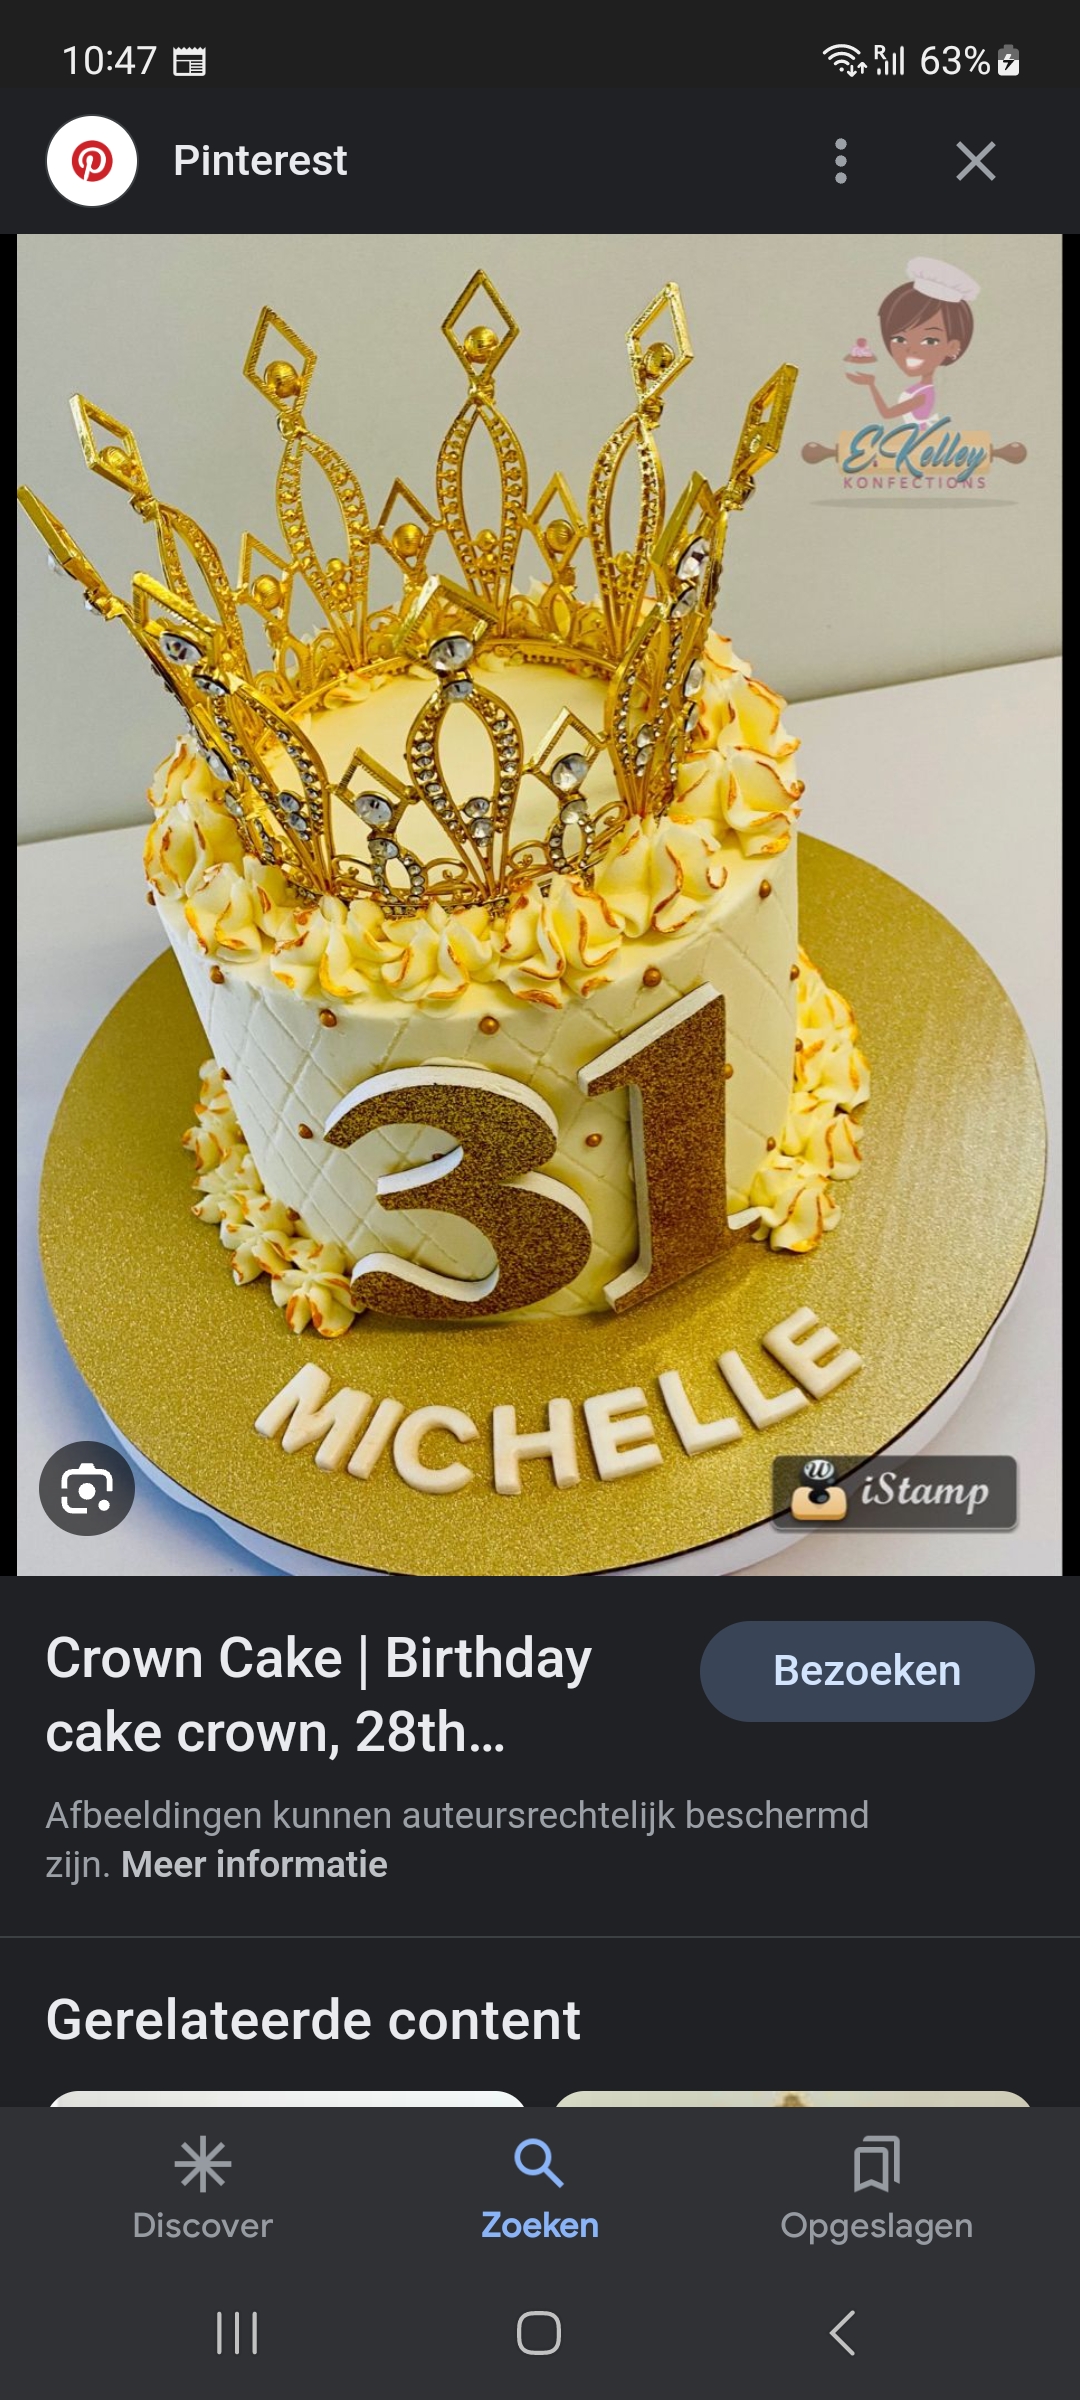 10:47
R
63%
Pinterest
E.Kelley
KONFECTIONS
31
MICHELLE
iStamp
Crown Cake | Birthday
cake crown, 28th...
Bezoeken
Afbeeldingen kunnen auteursrechtelijk beschermd
zijn. Meer informatie
Gerelateerde content
Discover
Zoeken
Opgeslagen